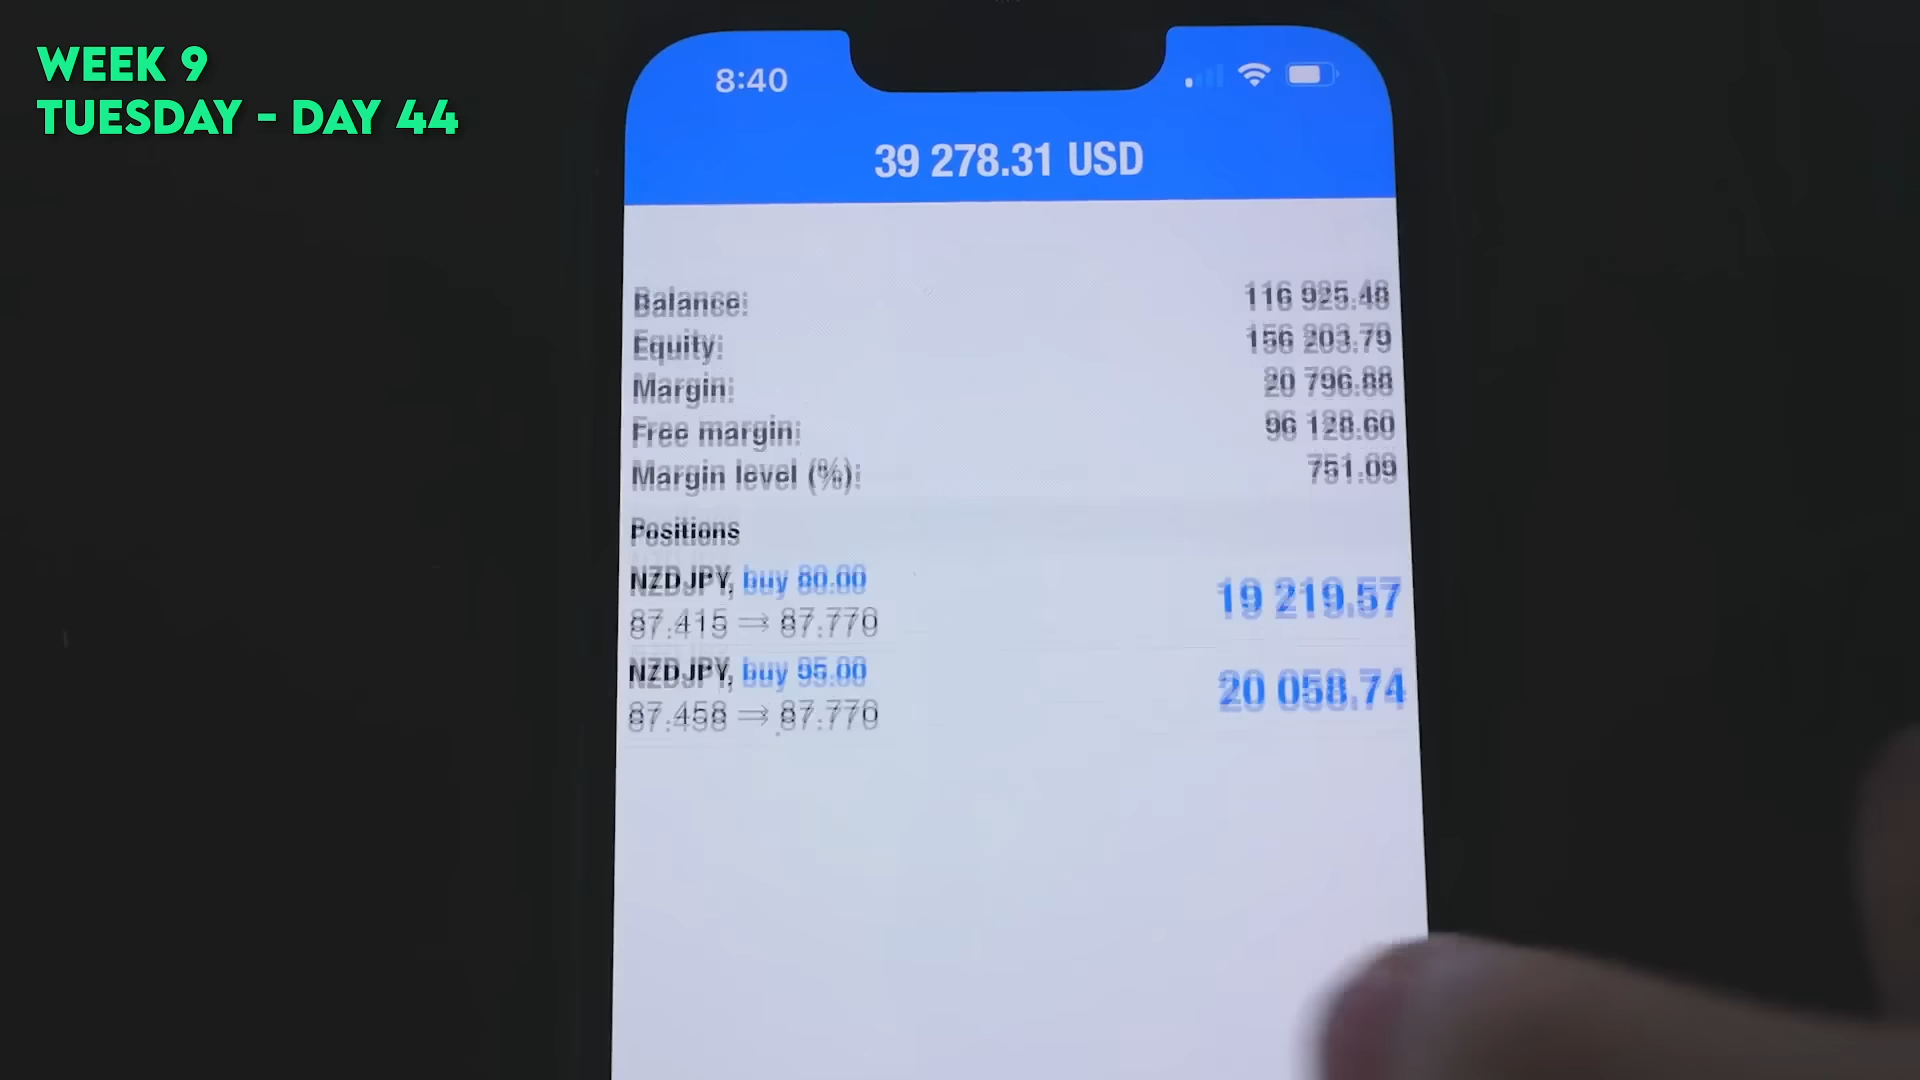 WEEK 9
TUESDAY - DAY 44
8:40
39 278.31 USD
Balance: 116 925.48
Equity: 156 203.79
Margin: 20 796.88
Free margin: 96 128.60
Margin level (%): 751.09
Positions
NZDJPY, buy 80.00
19 219.57
87.415 → 87.770
NZDJPY, buy 95.00
20 058.74
87.458 → 87.770